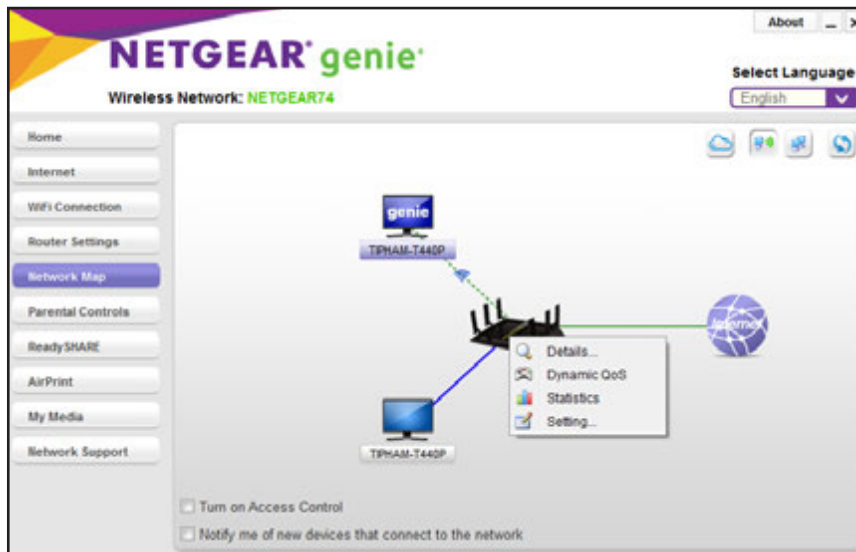 About
NETGEAR® genie®
Select Language
Wireless Network: NETGEAR74
English
Home
Internet
WiFi Connection
Router Settings
Network Map
Parental Controls
ReadySHARE
AirPrint
My Media
Network Support
genie
TIPHAM-T440P
Internet
Details...
Dynamic QoS
Statistics
Setting...
TIPHAM-T440P
Turn on Access Control
Notify me of new devices that connect to the network